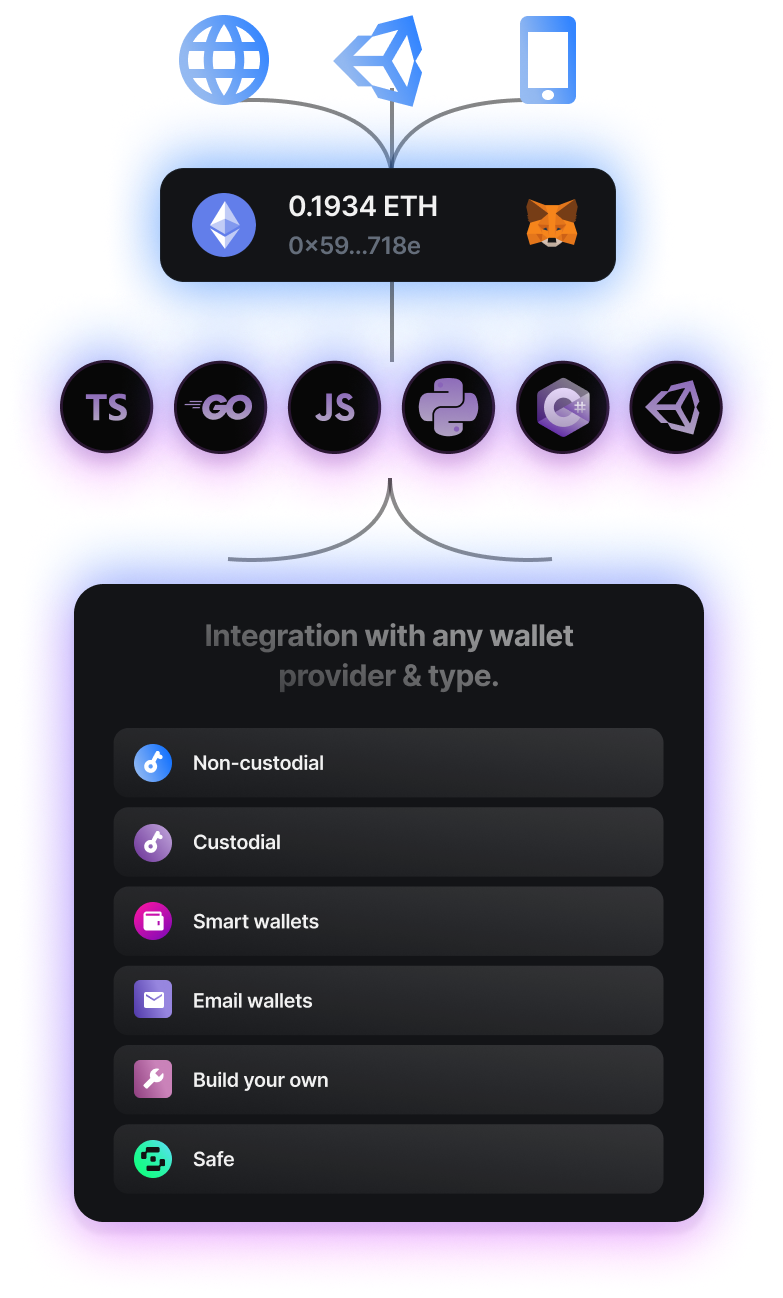 0.1934 ETH
0×59...718e
TS GO JS C#
Integration with any wallet
provider & type.
Non-custodial
Custodial
Smart wallets
Email wallets
Build your own
Safe